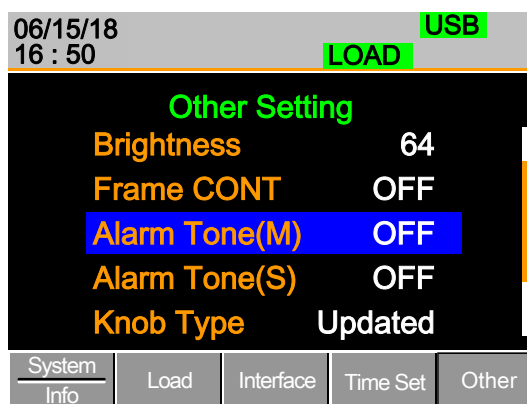 06/15/18 USB
16 : 50 LOAD
Other Setting
Brightness 64
Frame CONT OFF
Alarm Tone(M) OFF
Alarm Tone(S) OFF
Knob Type Updated
System
Info
Load
Interface
Time Set
Other